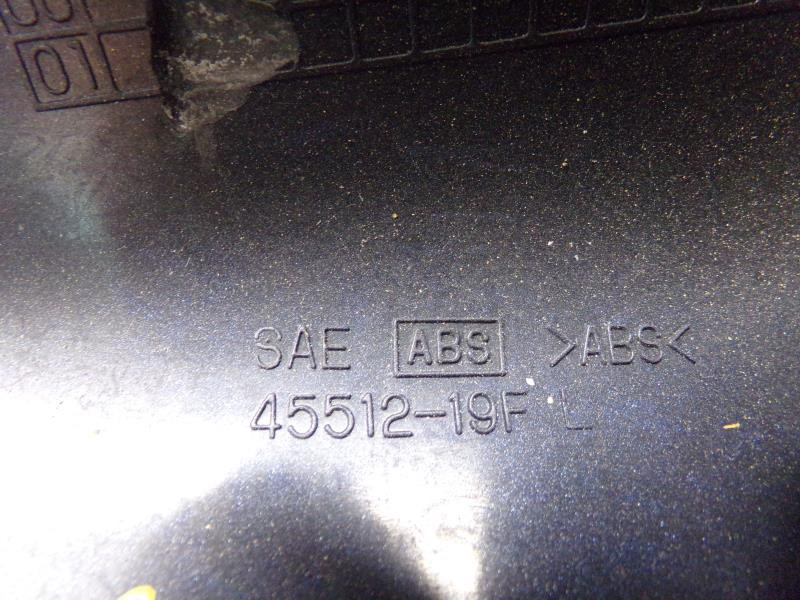 01
SAE ABS >ABS<
45512-19F L